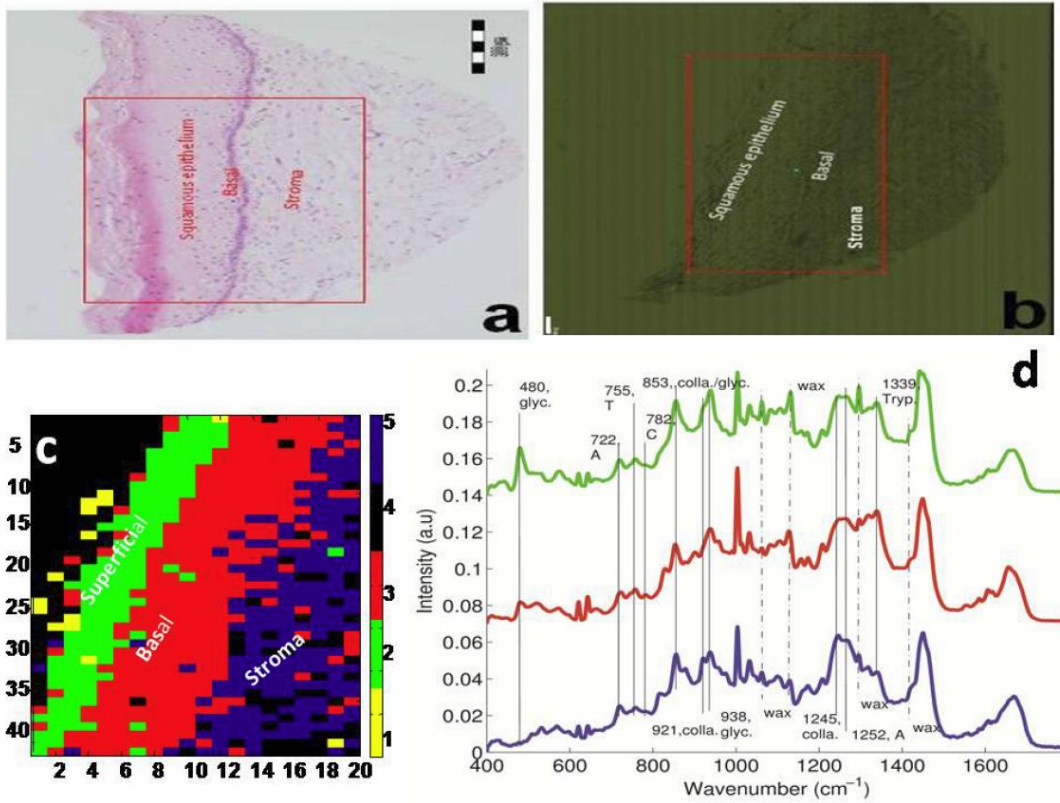 Squamous epithelium
Basal
Stroma
a
Squamous epithelium
Basal
Stroma
b
c
5
10
15
20
25
30
35
40
2 4 6 8 10 12 14 16 18 20
Superficial
Basal
Stroma
5
4
3
2
1
d
0.2
0.18
0.16
0.14
0.12
0.1
0.08
0.06
0.04
0.02
0
Intensity (a.u)
480,
glyc.
722
A
755,
T
782,
C
853, colla./glyc.
wax
1339,
Tryp.
921,colla.
938,
glyc.
wax
1245,
colla.
1252, A
wax
wax
400 600 800 1000 1200 1400 1600
Wavenumber (cm⁻¹)